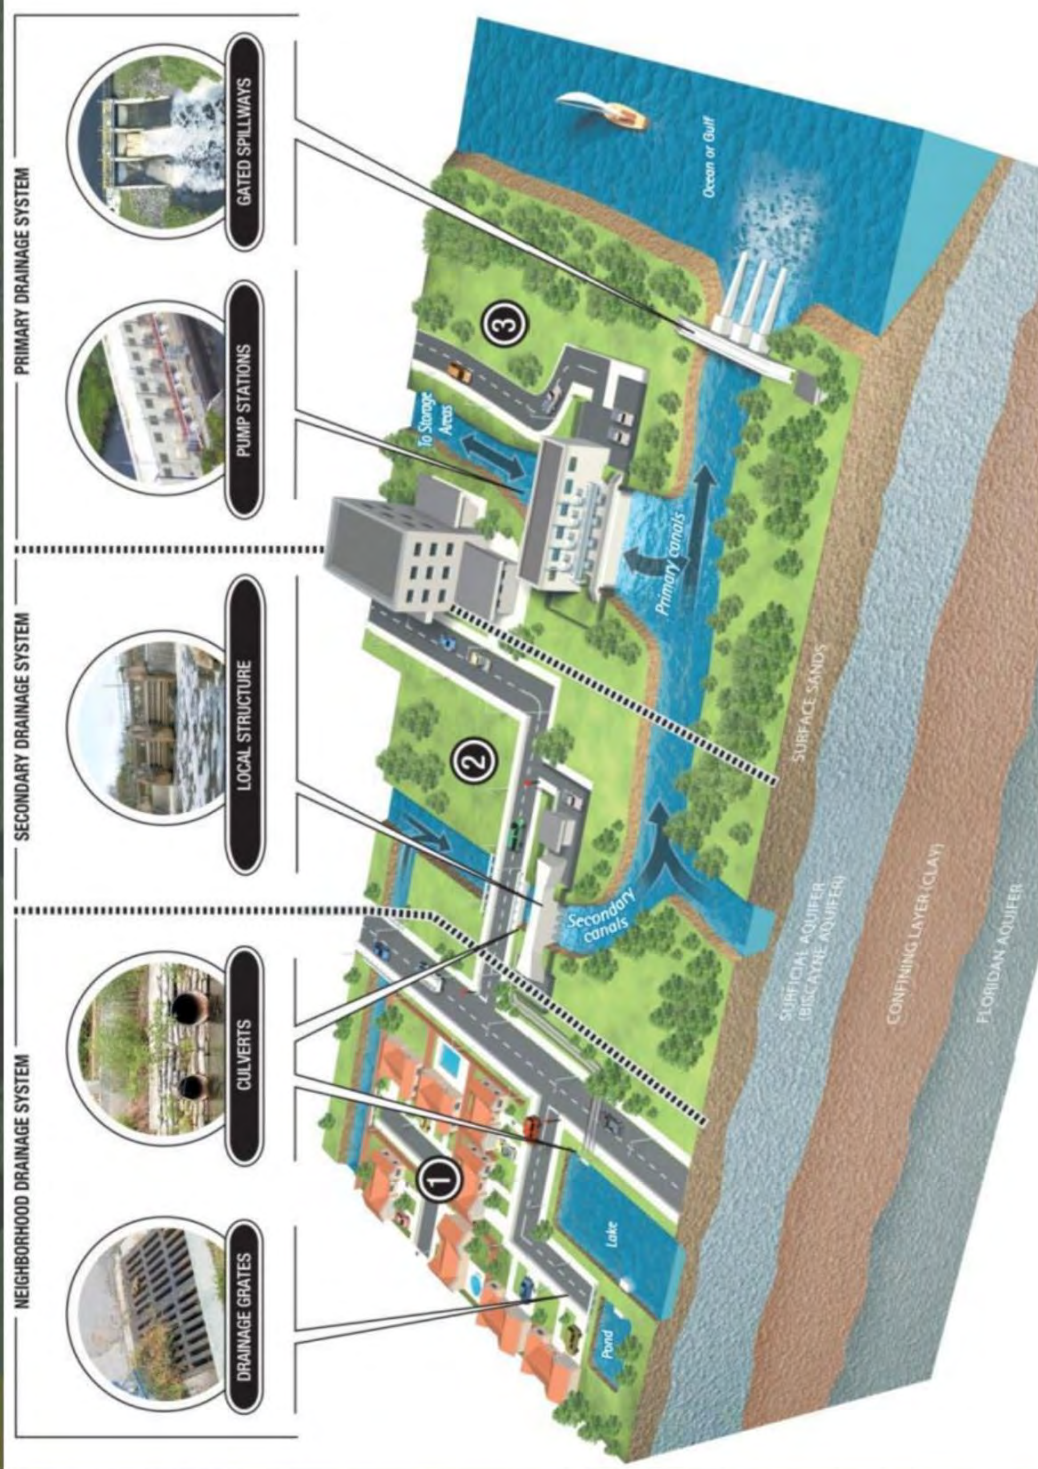 NEIGHBORHOOD DRAINAGE SYSTEM
SECONDARY DRAINAGE SYSTEM
PRIMARY DRAINAGE SYSTEM
DRAINAGE GRATES
CULVERTS
LOCAL STRUCTURE
PUMP STATIONS
GATED SPILLWAYS
1
2
3
To Storage
Areas
Ocean or Gulf
Pond
Lake
Secondary
canals
Primary canals
SURFACE SANDS
SURFICIAL AQUIFER
(BISCAYNE AQUIFER)
CONFINING LAYER (CLAY)
FLORIDAN AQUIFER